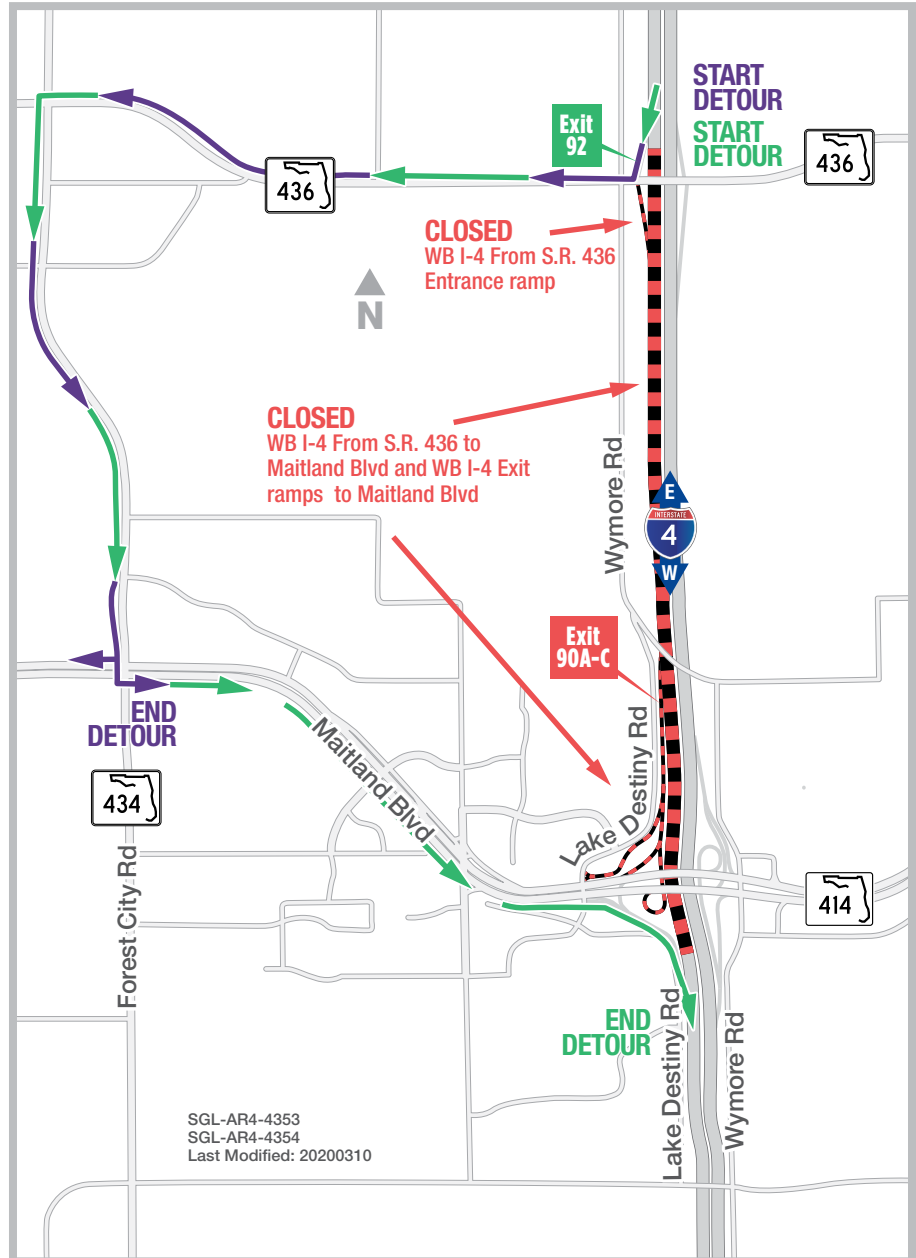 START
DETOUR
START
DETOUR
Exit
92
436
436
CLOSED
WB I-4 From S.R. 436
Entrance ramp
N
CLOSED
WB I-4 From S.R. 436 to
Maitland Blvd and WB I-4 Exit
ramps to Maitland Blvd
Wymore Rd
E
INTERSTATE
4
W
Exit
90A-C
END
DETOUR
Maitland Blvd
Lake Destiny Rd
434
Forest City Rd
414
END
DETOUR
Lake Destiny Rd
Wymore Rd
SGL-AR4-4353
SGL-AR4-4354
Last Modified: 20200310